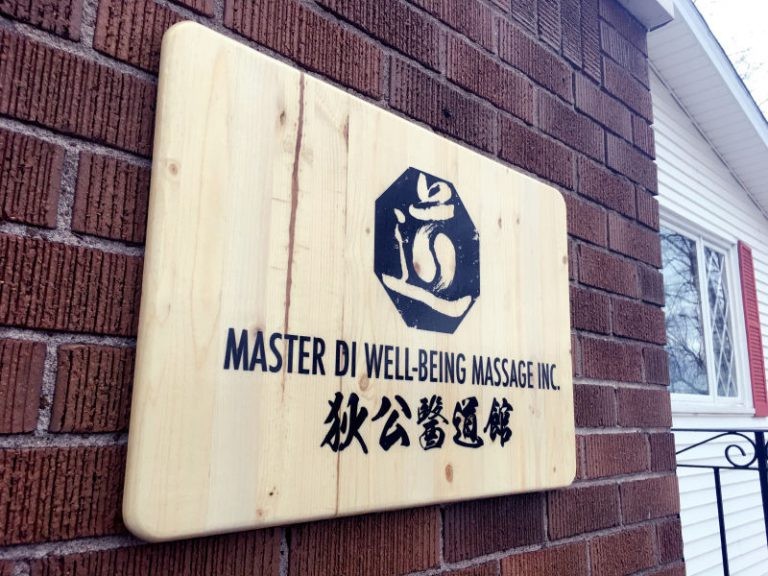 道
MASTER DI WELL-BEING MASSAGE INC.
狄公醫道館